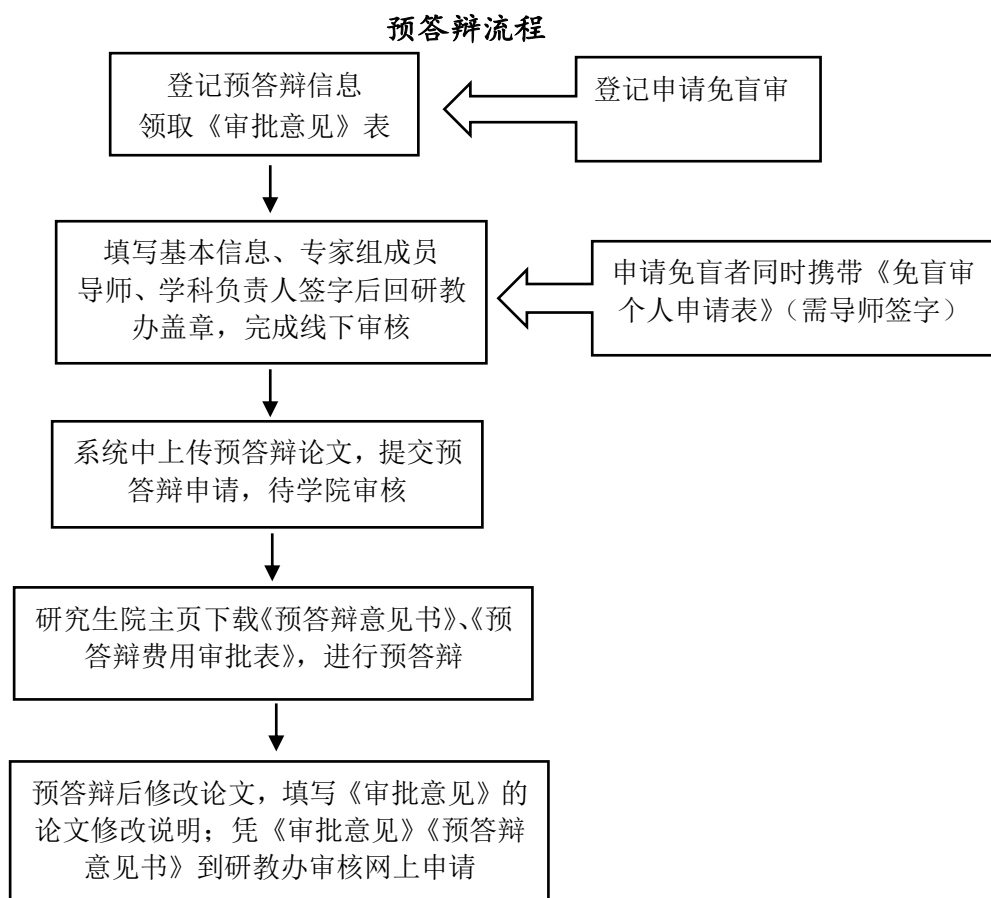 预答辩流程
登记预答辩信息
领取《审批意见》表
登记申请免盲审
填写基本信息、专家组成员
导师、学科负责人签字后回研教
办盖章，完成线下审核
申请免盲者同时携带《免盲审
个人申请表》（需导师签字）
系统中上传预答辩论文，提交预
答辩申请，待学院审核
研究生院主页下载《预答辩意见书》、《预
答辩费用审批表》，进行预答辩
预答辩后修改论文，填写《审批意见》的
论文修改说明；凭《审批意见》《预答辩
意见书》到研教办审核网上申请